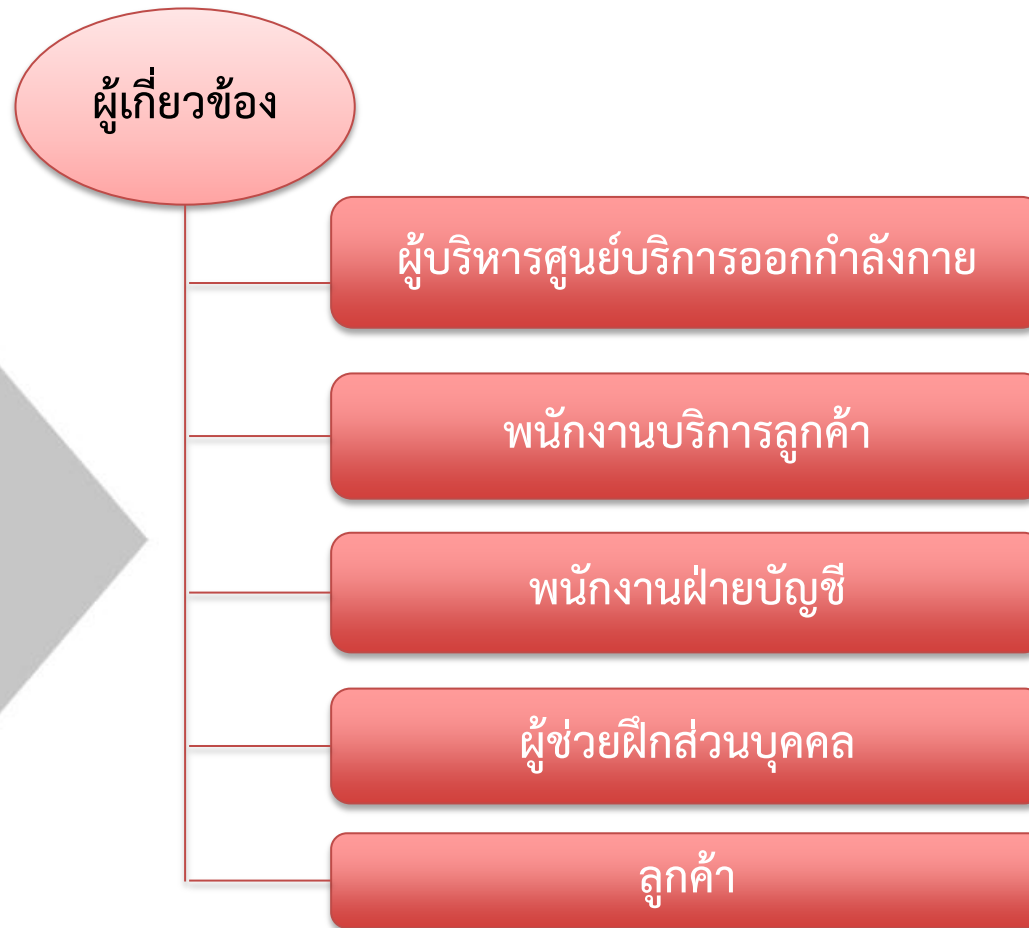 ผู้เกี่ยวข้อง
ผู้บริหารศูนย์บริการออกกำลังกาย
พนักงานบริการลูกค้า
พนักงานฝ่ายบัญชี
ผู้ช่วยฝึกส่วนบุคคล
ลูกค้า